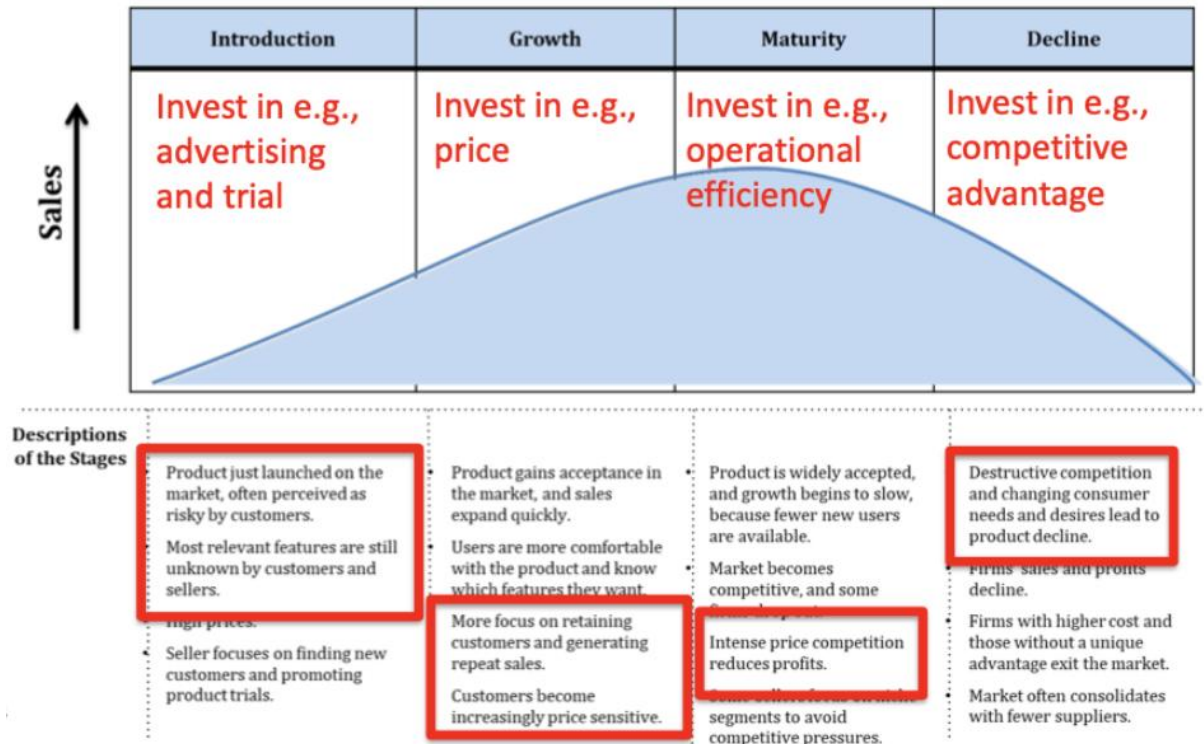 Introduction
Growth
Maturity
Decline
Sales
Invest in e.g.,
advertising
and trial
Invest in e.g.,
price
Invest in e.g.,
operational
efficiency
Invest in e.g.,
competitive
advantage
Descriptions
of the Stages
• Product just launched on the
market, often perceived as
risky by customers.
• Most relevant features are still
unknown by customers and
sellers.
High prices.
• Seller focuses on finding new
customers and promoting
product trials.
• Product gains acceptance in
the market, and sales
expand quickly.
• Users are more comfortable
with the product and know
which features they want.
More focus on retaining
customers and generating
repeat sales.
Customers become
increasingly price sensitive.
• Product is widely accepted,
and growth begins to slow,
because fewer new users
are available.
• Market becomes
competitive, and some
Intense price competition
reduces profits.
segments to avoid
competitive pressures.
Destructive competition
and changing consumer
needs and desires lead to
product decline.
• Firms' sales and profits
decline.
• Firms with higher cost and
those without a unique
advantage exit the market.
• Market often consolidates
with fewer suppliers.